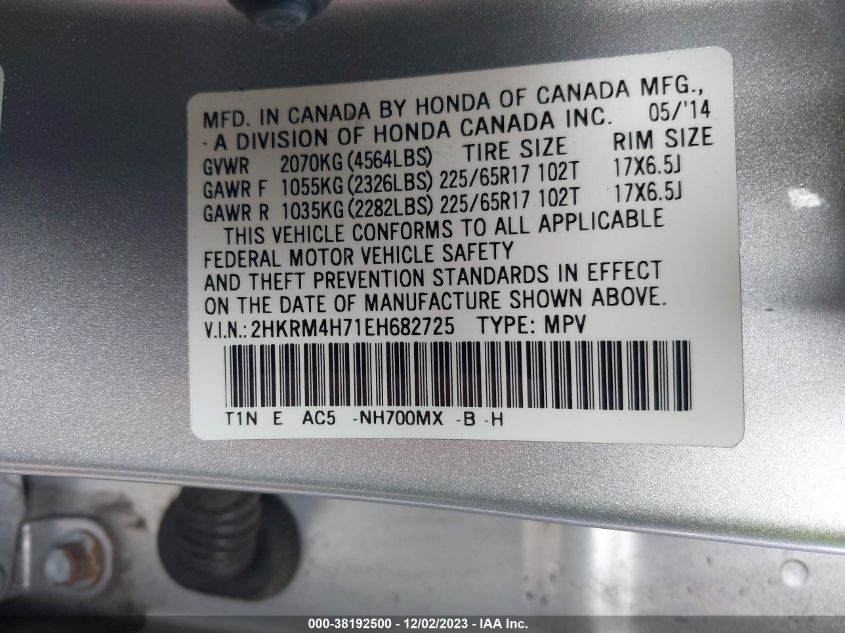 MFD. IN CANADA BY HONDA OF CANADA MFG.,
A DIVISION OF HONDA CANADA INC. 05/'14
GVWR 2070KG (4564LBS) TIRE SIZE RIM SIZE
GAWR F 1055KG (2326LBS) 225/65R17 102T 17X6.5J
GAWR R 1035KG (2282LBS) 225/65R17 102T 17X6.5J
THIS VEHICLE CONFORMS TO ALL APPLICABLE
FEDERAL MOTOR VEHICLE SAFETY
AND THEFT PREVENTION STANDARDS IN EFFECT
ON THE DATE OF MANUFACTURE SHOWN ABOVE.
V.I.N.: 2HKRM4H71EH682725 TYPE: MPV
T1N E AC5 -NH700MX -B -H
000-38192500 - 12/02/2023 - IAA Inc.